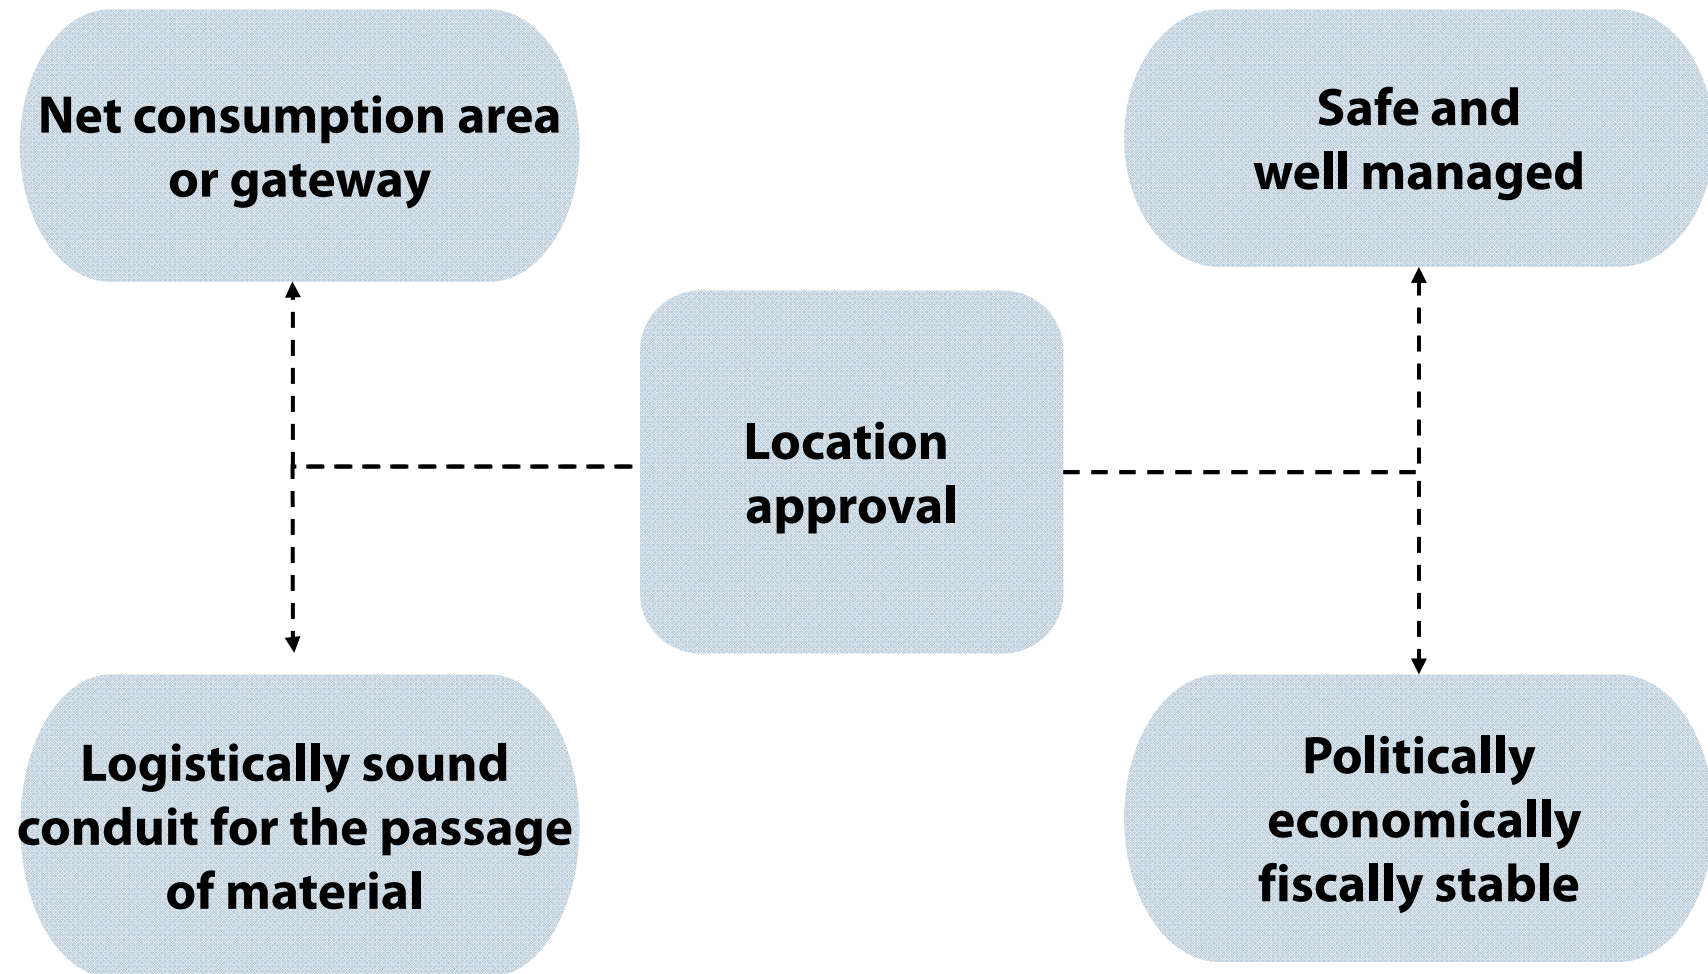 Net consumption area
or gateway
Safe and
well managed
Location
approval
Logistically sound
conduit for the passage
of material
Politically
economically
fiscally stable